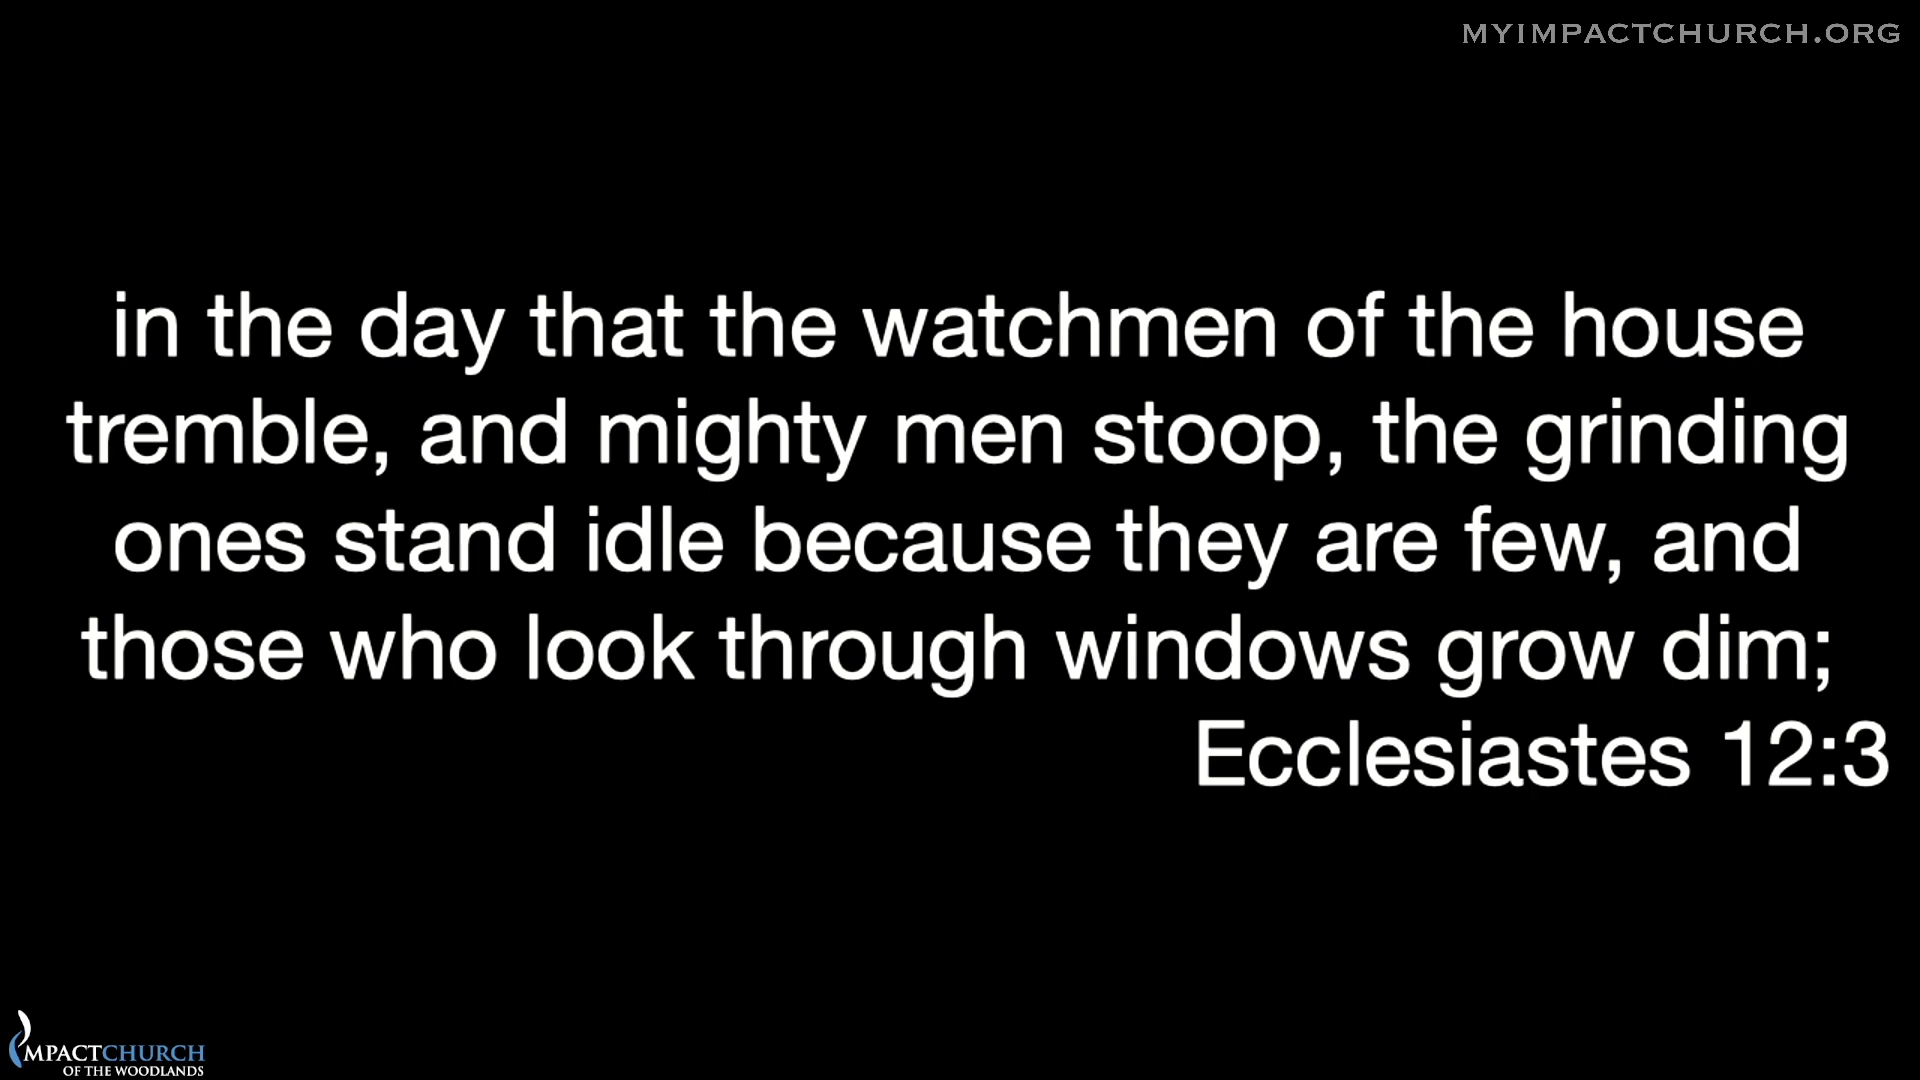 MYIMPACTCHURCH.ORG
in the day that the watchmen of the house
tremble, and mighty men stoop, the grinding
ones stand idle because they are few, and
those who look through windows grow dim;
Ecclesiastes 12:3
IMPACTCHURCH
OF THE WOODLANDS